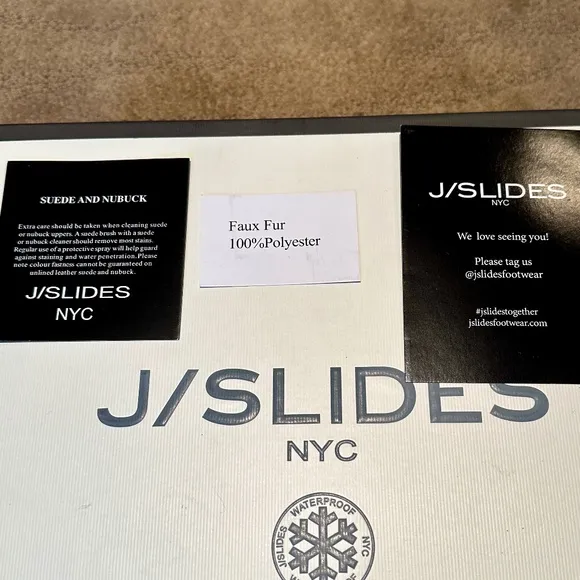 SUEDE AND NUBUCK
Extra care should be taken when cleaning suede
or nubuck uppers. A suede brush with a suede
or nubuck cleaner should remove most stains.
Regular use of a protective spray will help guard
against staining and water penetration. Please
note colour fastness cannot be guaranteed on
unlined leather suede and nubuck.
J/SLIDES
NYC
Faux Fur
100%Polyester
J/SLIDES
NYC
We love seeing you!
Please tag us
@jslidesfootwear
#jslidestogether
jslidesfootwear.com
J/SLIDES
NYC
WATERPROOF
J/SLIDES
NYC